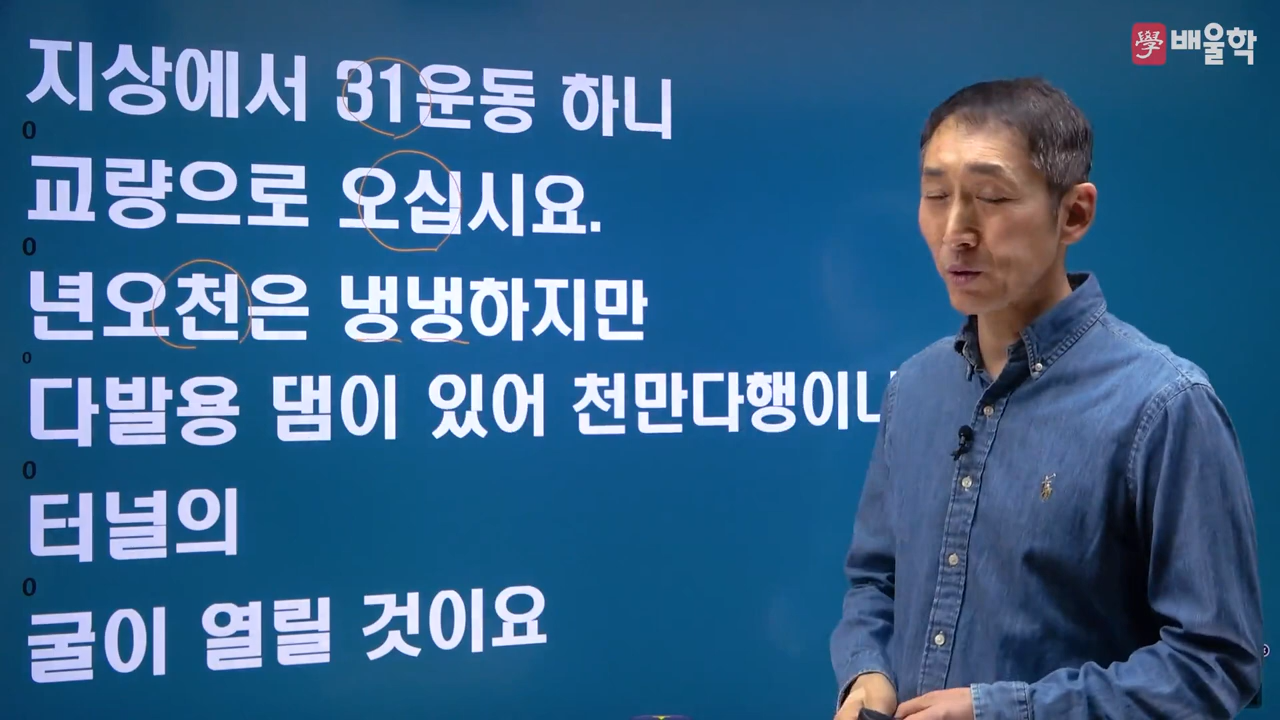 學 배울학
지상에서 31운동 하니
교량으로 오십시요.
년오천은 냉냉하지만
다발용 댐이 있어 천만다행이니
터널의
굴이 열릴 것이요